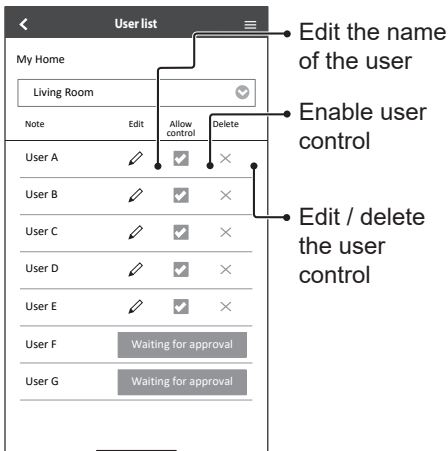 User list
My Home
Living Room
Note Edit Allow control Delete
User A
User B
User C
User D
User E
User F Waiting for approval
User G Waiting for approval
Edit the name
of the user
Enable user
control
Edit / delete
the user
control